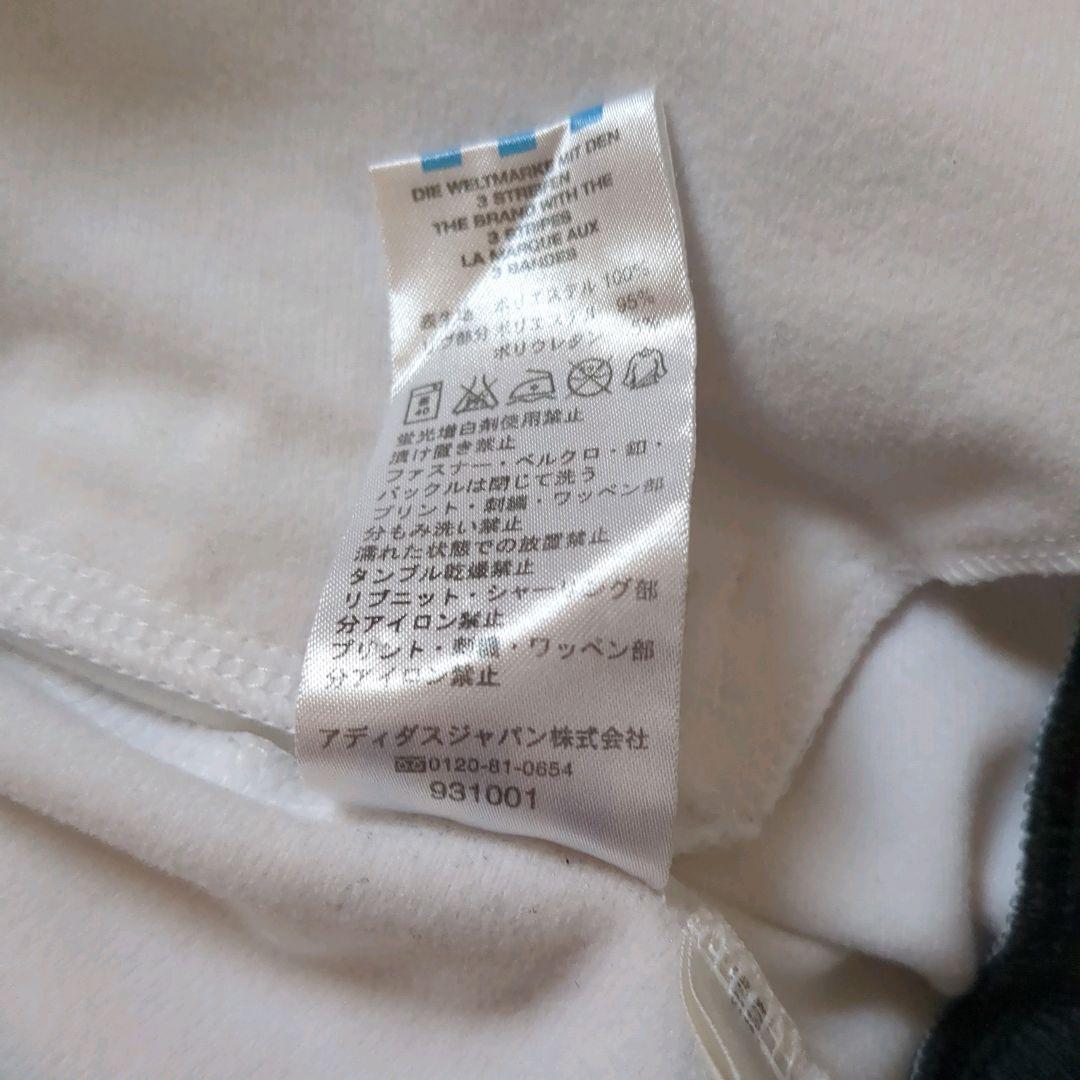 DIE WELTMARKE MIT DEN
3 STREIFEN
THE BRAND WITH THE
3 STRIPES
LA MARQUE AUX
3 BANDES
ポリエステル 100%
部分 ポリエステル 95%
ポリウレタン 5%
40
蛍光増白剤使用禁止
漬け置き禁止
ファスナー・ベルクロ・釦・
バックルは閉じて洗う
プリント・刺繍・ワッペン部
分もみ洗い禁止
濡れた状態での放置禁止
タンブル乾燥禁止
リブニット・シャーリング部
分アイロン禁止
プリント・刺繍・ワッペン部
分アイロン禁止
アディダスジャパン株式会社
0120-81-0654
931001